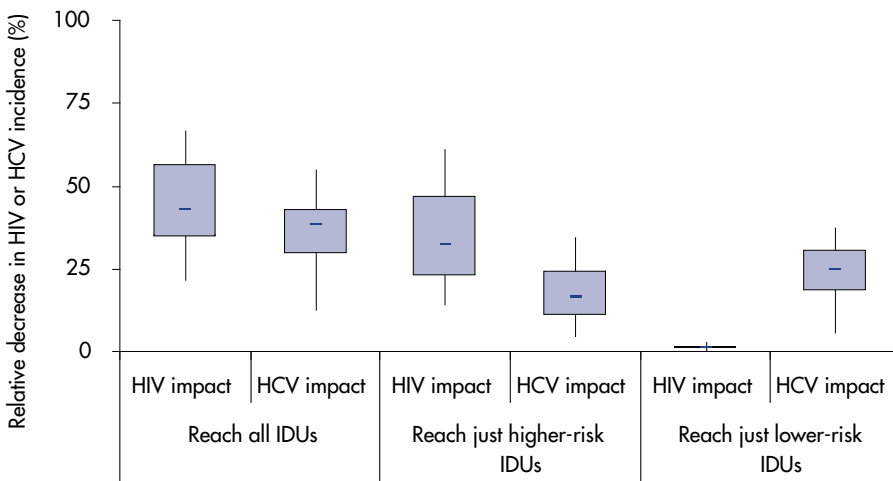 Relative decrease in HIV or HCV incidence (%)
100
75
50
25
0
HIV impact
HCV impact
HIV impact
HCV impact
HIV impact
HCV impact
Reach all IDUs
Reach just higher-risk
IDUs
Reach just lower-risk
IDUs